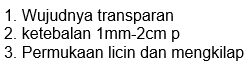 1. Wujudnya transparan
2. ketebalan 1mm-2cm p
3. Permukaan licin dan mengkilap